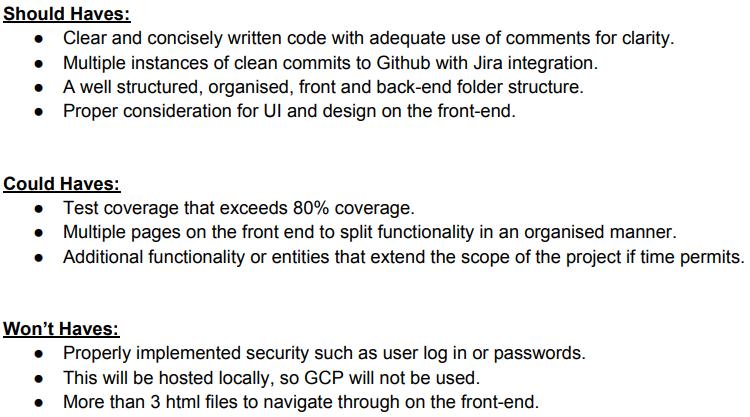 Should Haves:
● Clear and concisely written code with adequate use of comments for clarity.
● Multiple instances of clean commits to Github with Jira integration.
● A well structured, organised, front and back-end folder structure.
● Proper consideration for UI and design on the front-end.
Could Haves:
● Test coverage that exceeds 80% coverage.
● Multiple pages on the front end to split functionality in an organised manner.
● Additional functionality or entities that extend the scope of the project if time permits.
Won't Haves:
● Properly implemented security such as user log in or passwords.
● This will be hosted locally, so GCP will not be used.
● More than 3 html files to navigate through on the front-end.